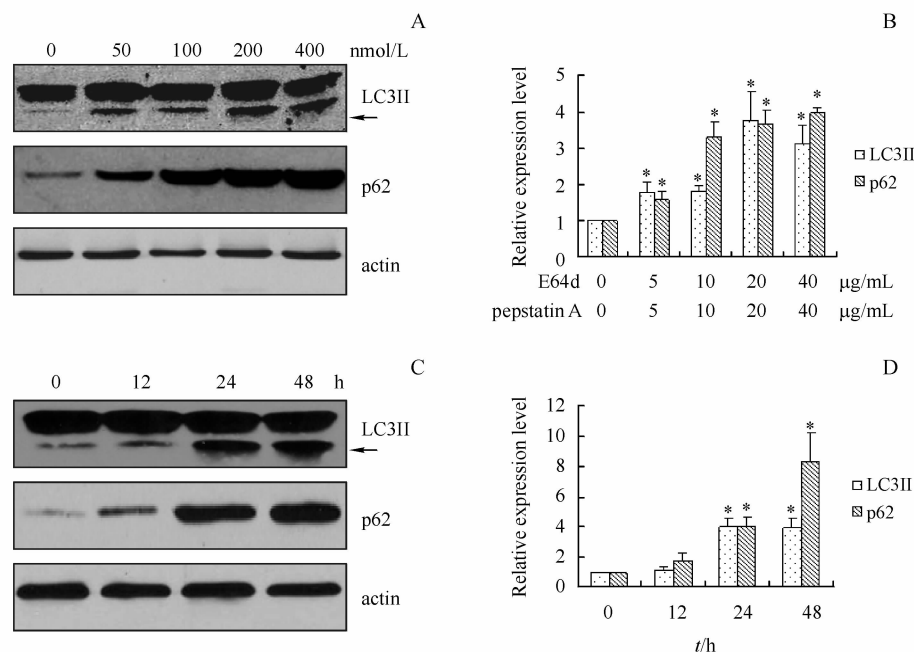 A
0 50 100 200 400 nmol/L
LC3II
p62
actin
B
Relative expression level
5
4
3
2
1
0
* * * * * * * *
LC3II
p62
E64d 0 5 10 20 40 μg/mL
pepstatin A 0 5 10 20 40 μg/mL
C
0 12 24 48 h
LC3II
p62
actin
D
Relative expression level
12
10
8
6
4
2
0
* * * *
LC3II
p62
0 12 24 48
t/h